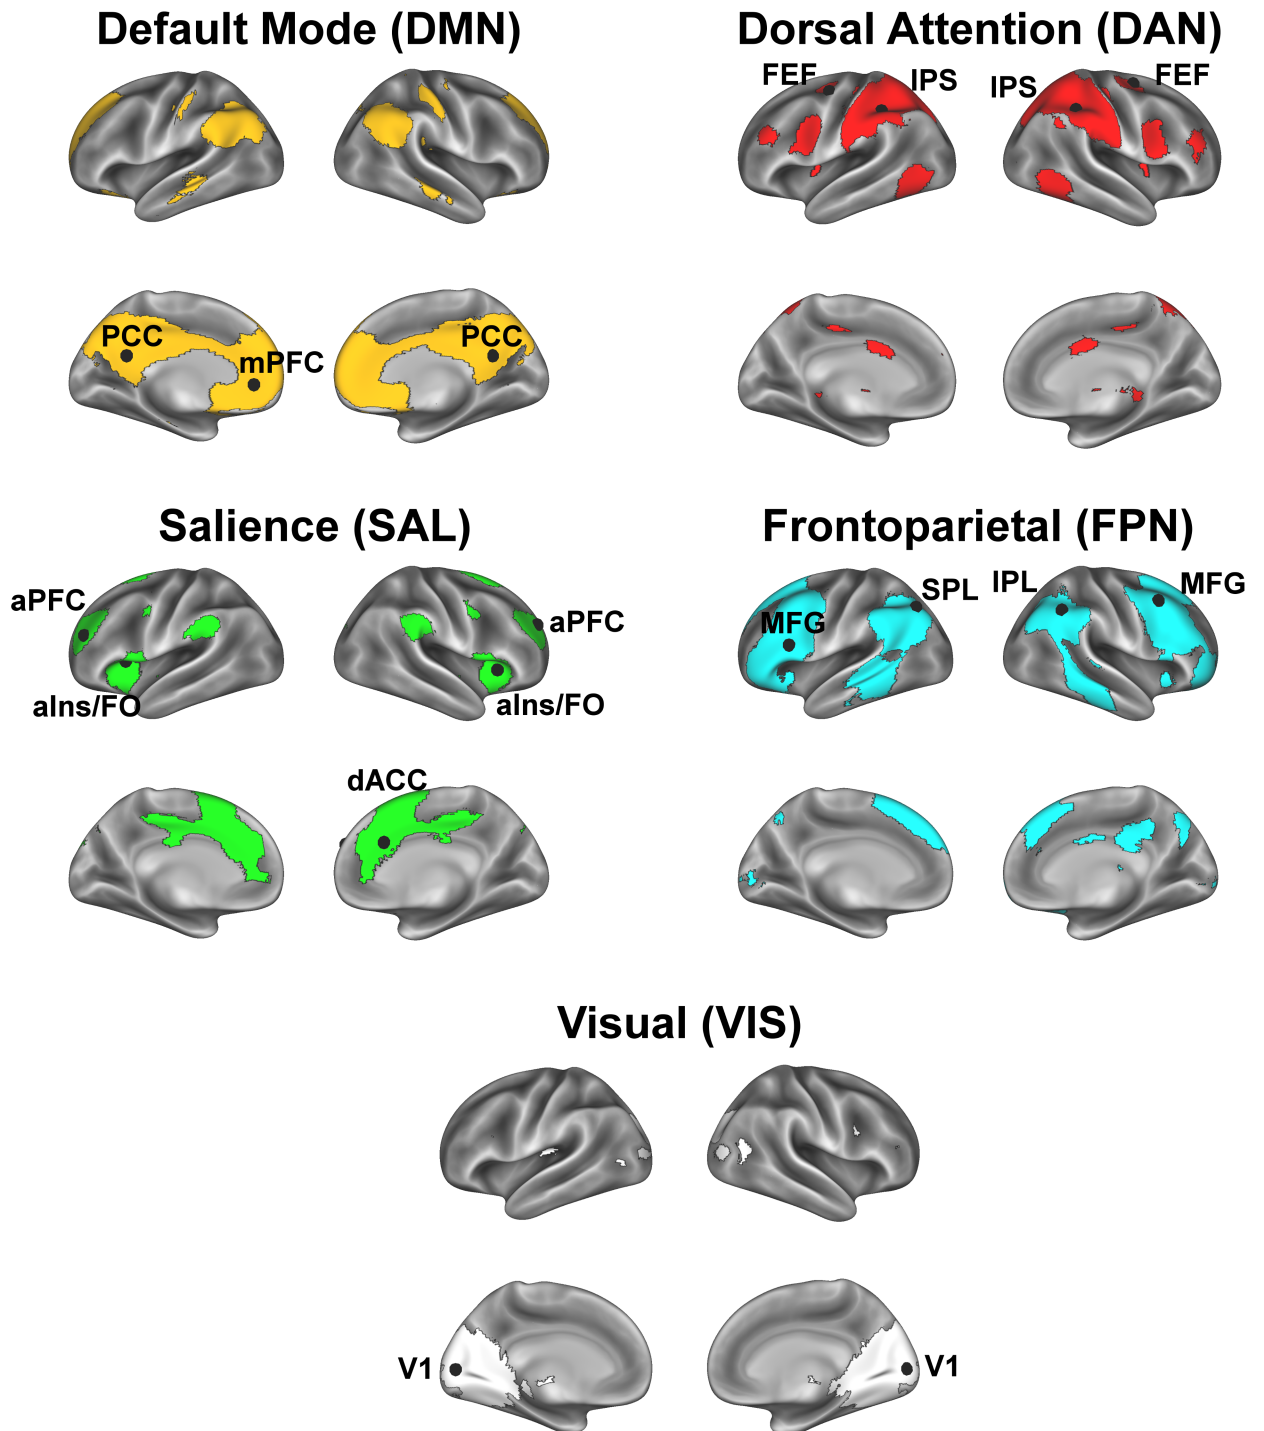 Default Mode (DMN)
Dorsal Attention (DAN)
FEF
IPS
IPS
FEF
PCC
mPFC
PCC
Salience (SAL)
Frontoparietal (FPN)
aPFC
aPFC
aIns/FO
aIns/FO
MFG
SPL
IPL
MFG
dACC
Visual (VIS)
V1
V1